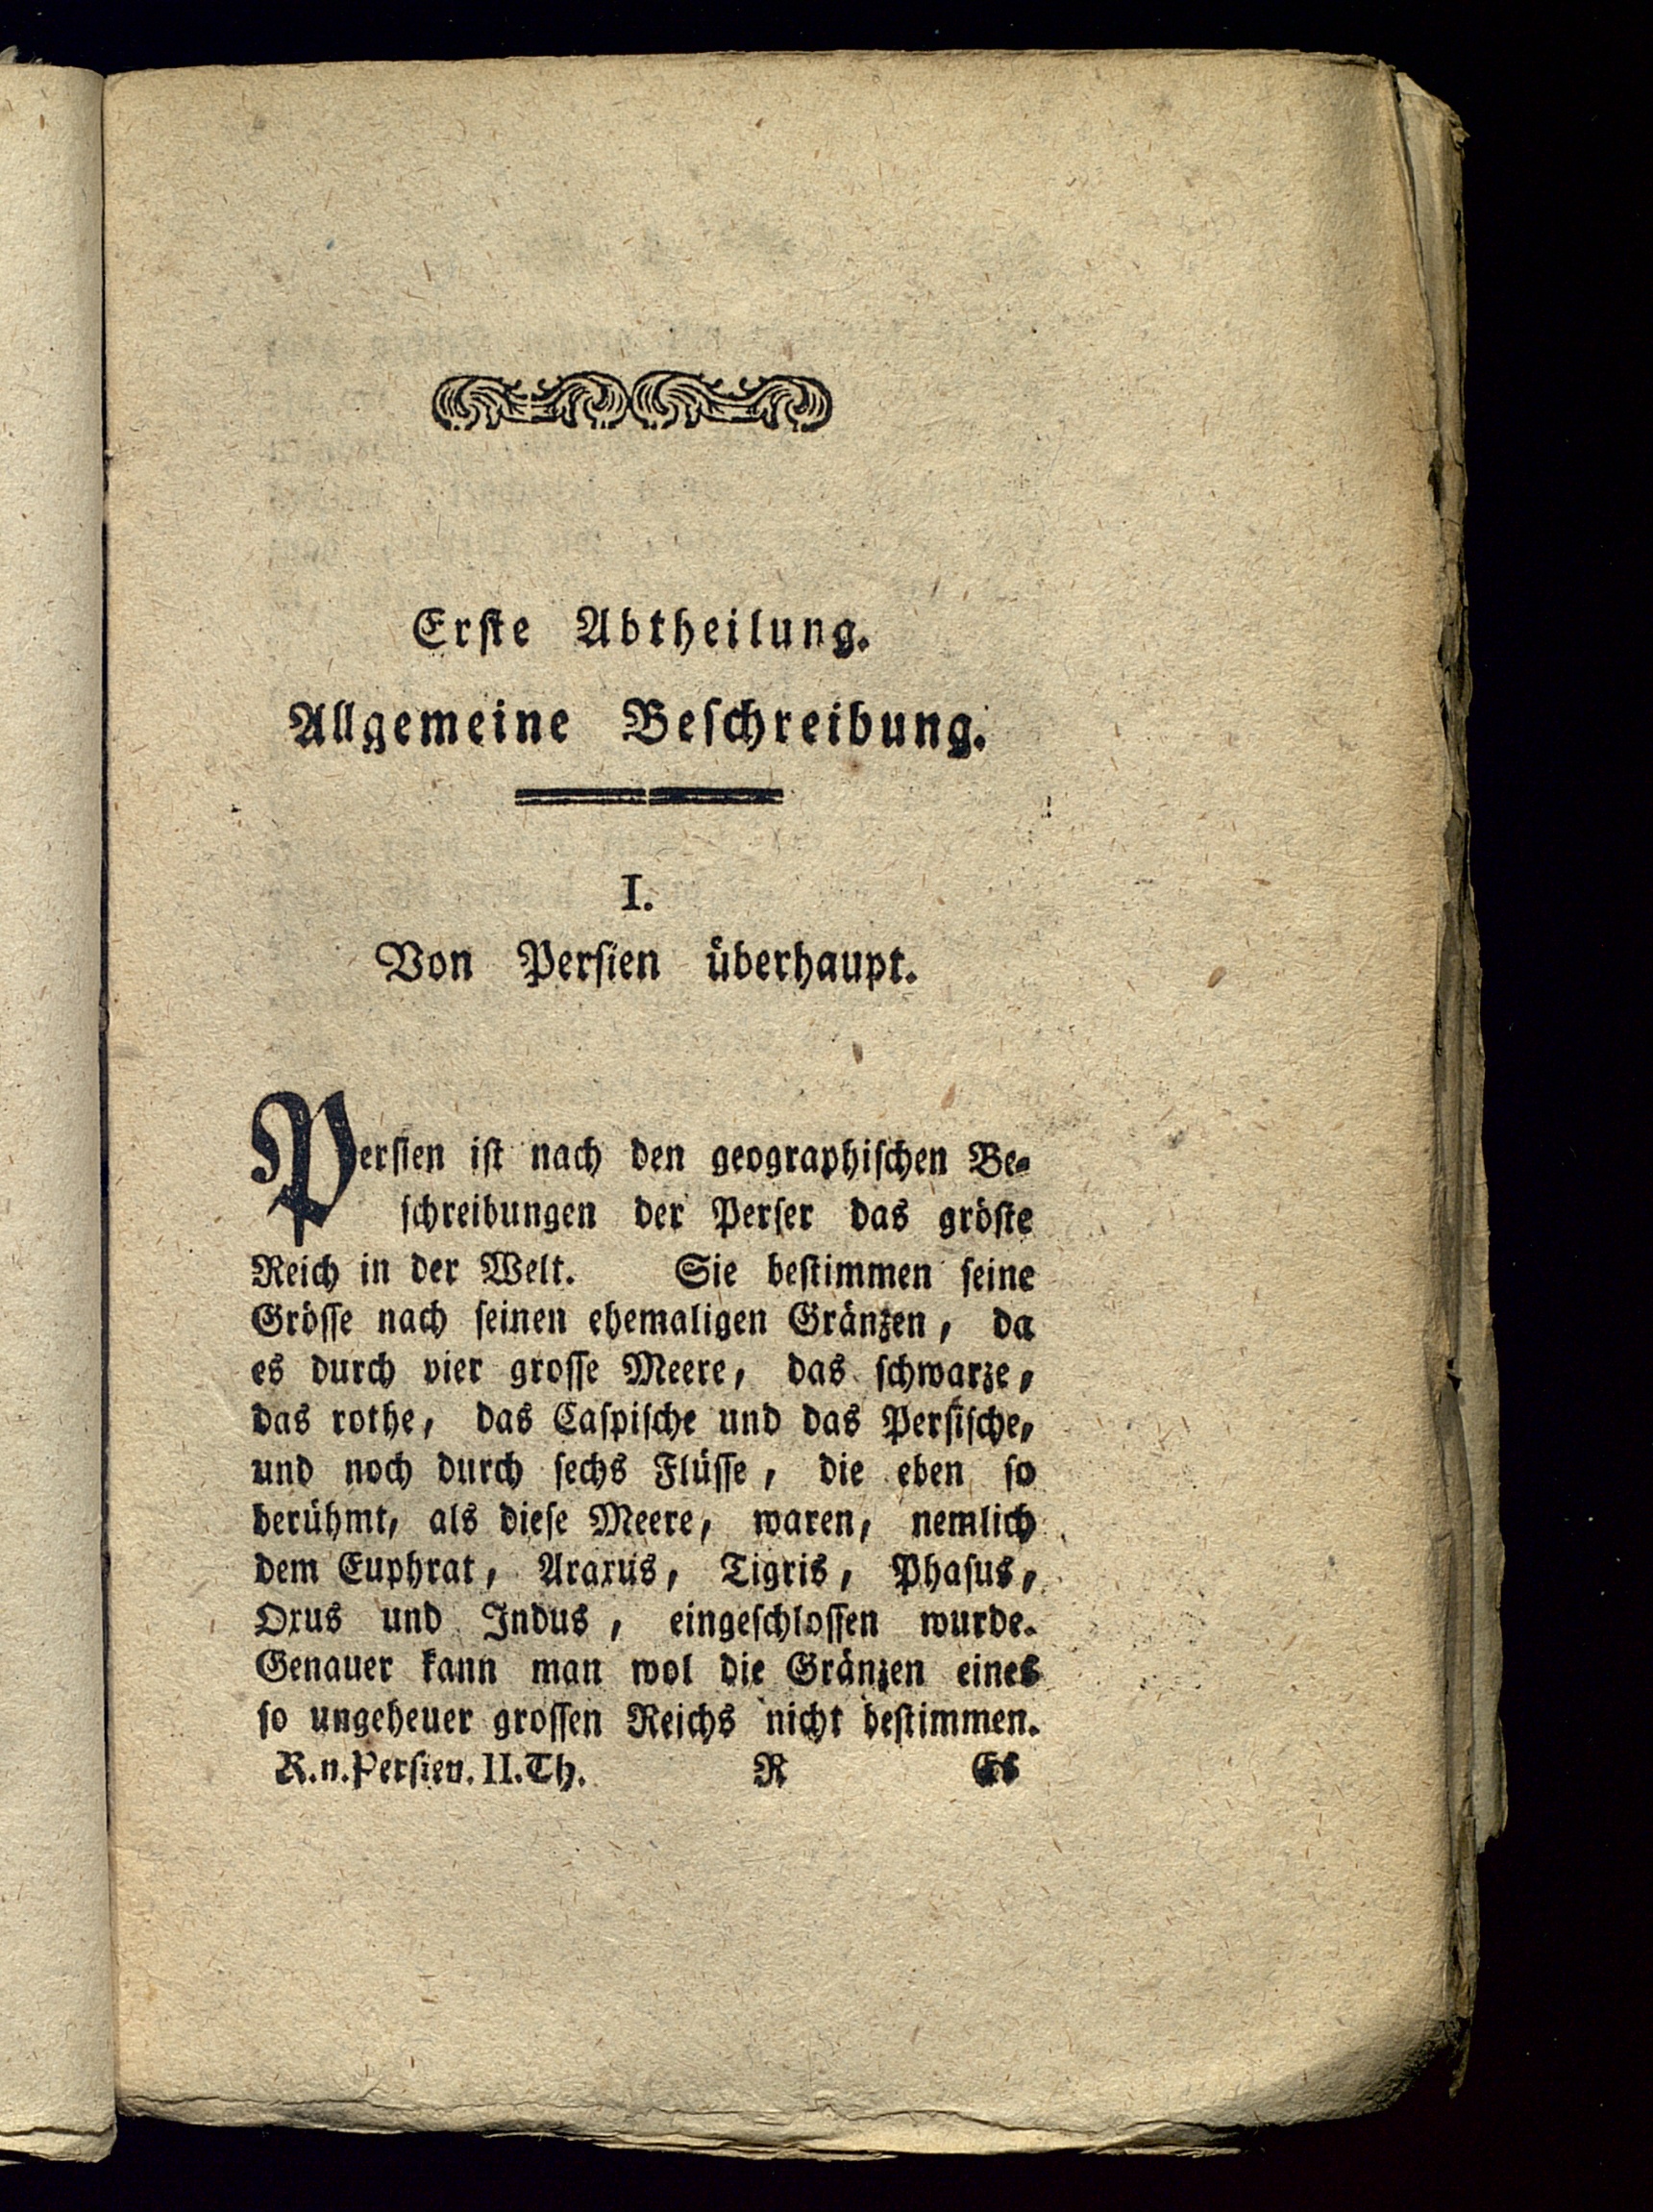 Erſte Abtheilung.
Allgemeine Beſchreibung.
I.
Von Perſien überhaupt.
Perſien iſt nach den geographiſchen Be-
ſchreibungen der Perſer das gröſte
Reich in der Welt. Sie beſtimmen ſeine
Gröſſe nach ſeinen ehemaligen Gränzen, da
es durch vier groſſe Meere, das ſchwarze,
das rothe, das Caſpiſche und das Perſiſche,
und noch durch ſechs Flüſſe, die eben ſo
berühmt, als dieſe Meere, waren, nemlich
dem Euphrat, Araxus, Tigris, Phaſus,
Oxus und Indus, eingeſchloſſen wurde.
Genauer kann man wol die Gränzen eines
ſo ungeheuer groſſen Reichs nicht beſtimmen.
R.n.Perſien. II.Th. R Es